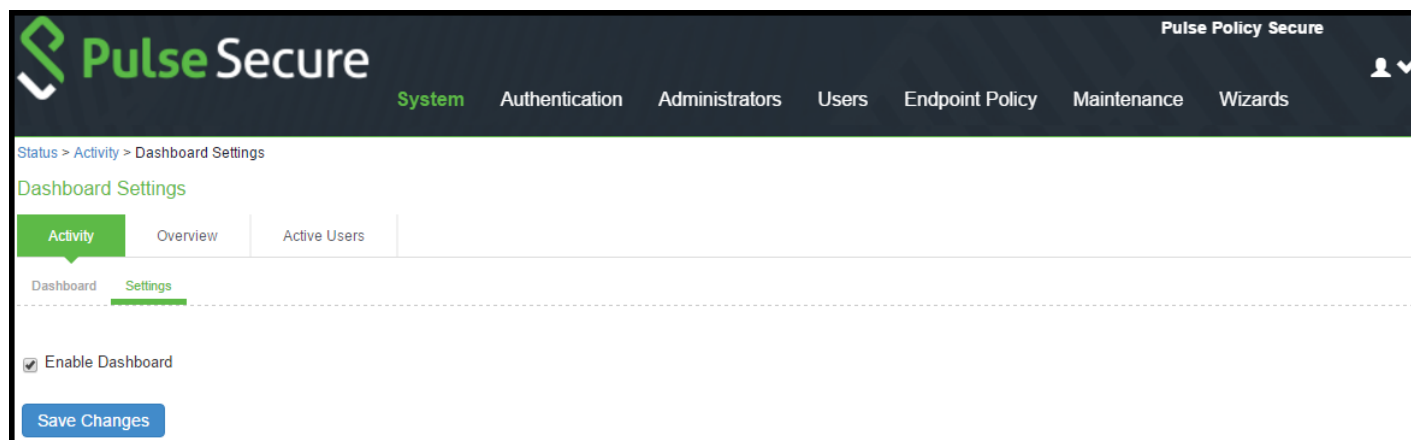 Pulse Policy Secure
Pulse Secure
System Authentication Administrators Users Endpoint Policy Maintenance Wizards
Status > Activity > Dashboard Settings
Dashboard Settings
Activity Overview Active Users
Dashboard Settings
Enable Dashboard
Save Changes